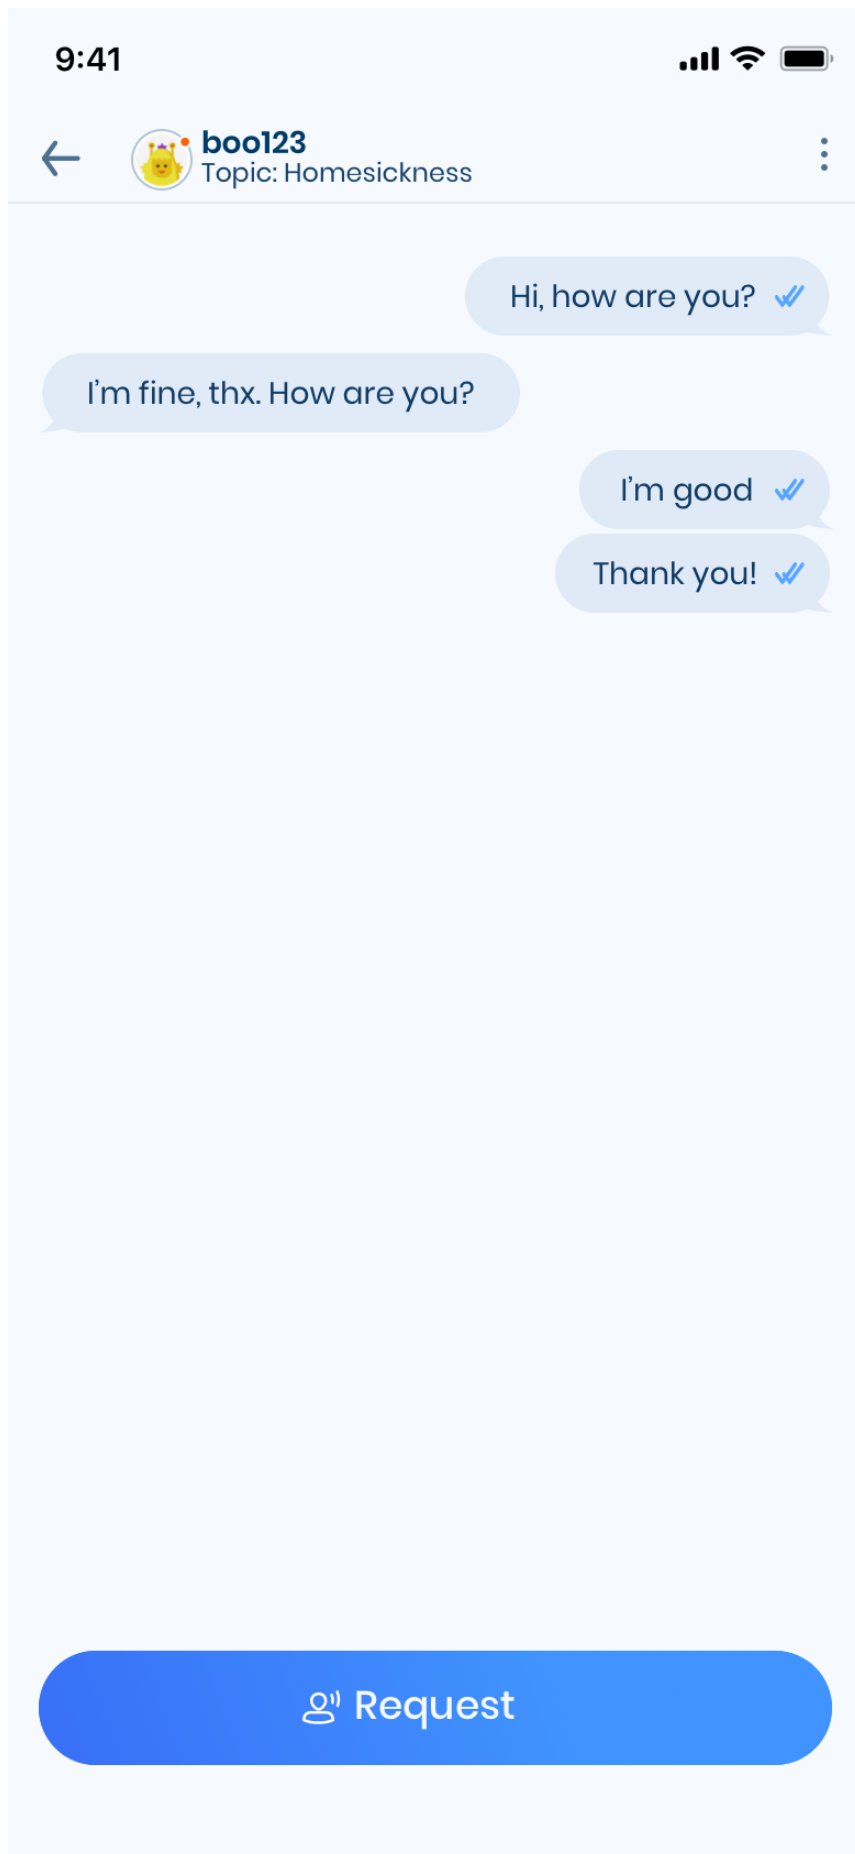 9:41
boo123
Topic: Homesickness
Hi, how are you?
I'm fine, thx. How are you?
I'm good
Thank you!
Request